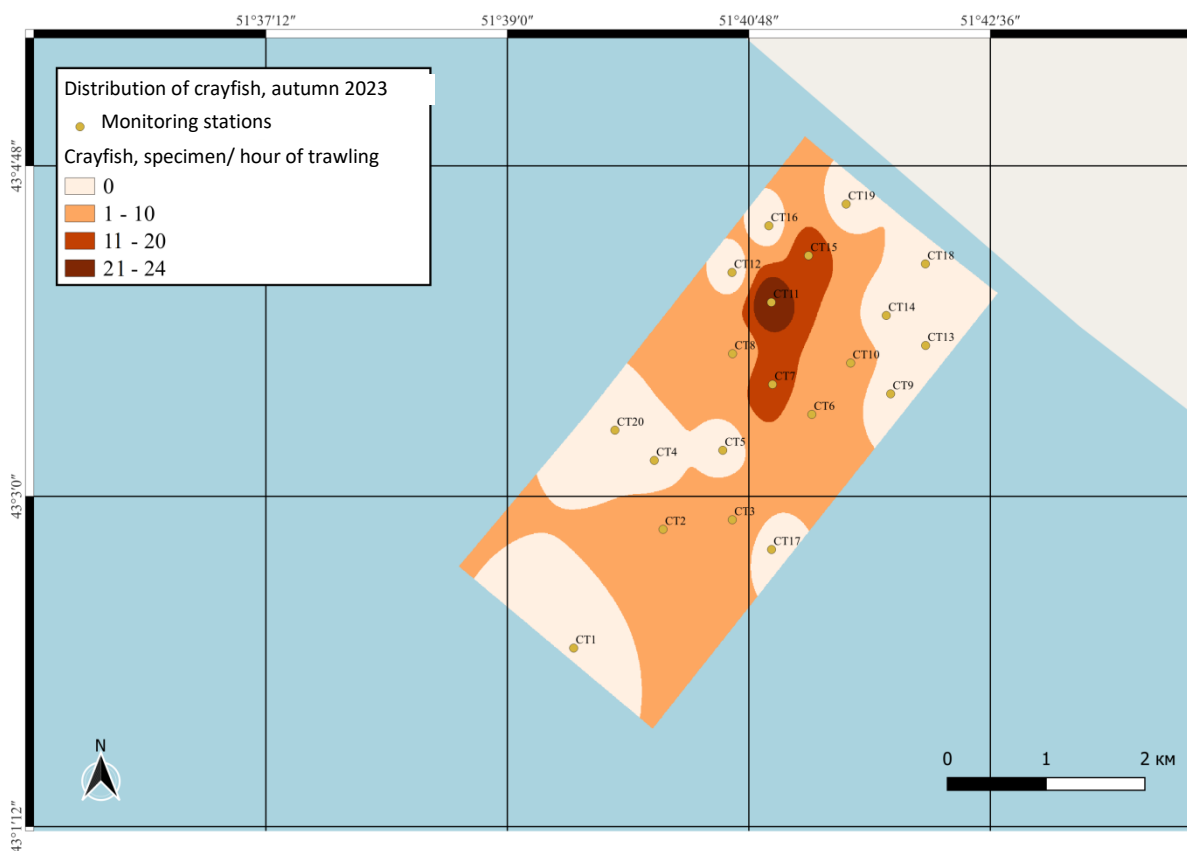 51°37'12" 51°39'0" 51°40'48" 51°42'36"
Distribution of crayfish, autumn 2023
Monitoring stations
Crayfish, specimen/ hour of trawling
0
1 - 10
11 - 20
21 - 24
43°4'48"
43°3'0"
43°1'12"
CT19
CT16
CT15
CT18
CT12
CT11
CT14
CT13
CT8
CT10
CT7
CT9
CT6
CT20
CT5
CT4
CT3
CT2
CT17
CT1
N
0 1 2 км